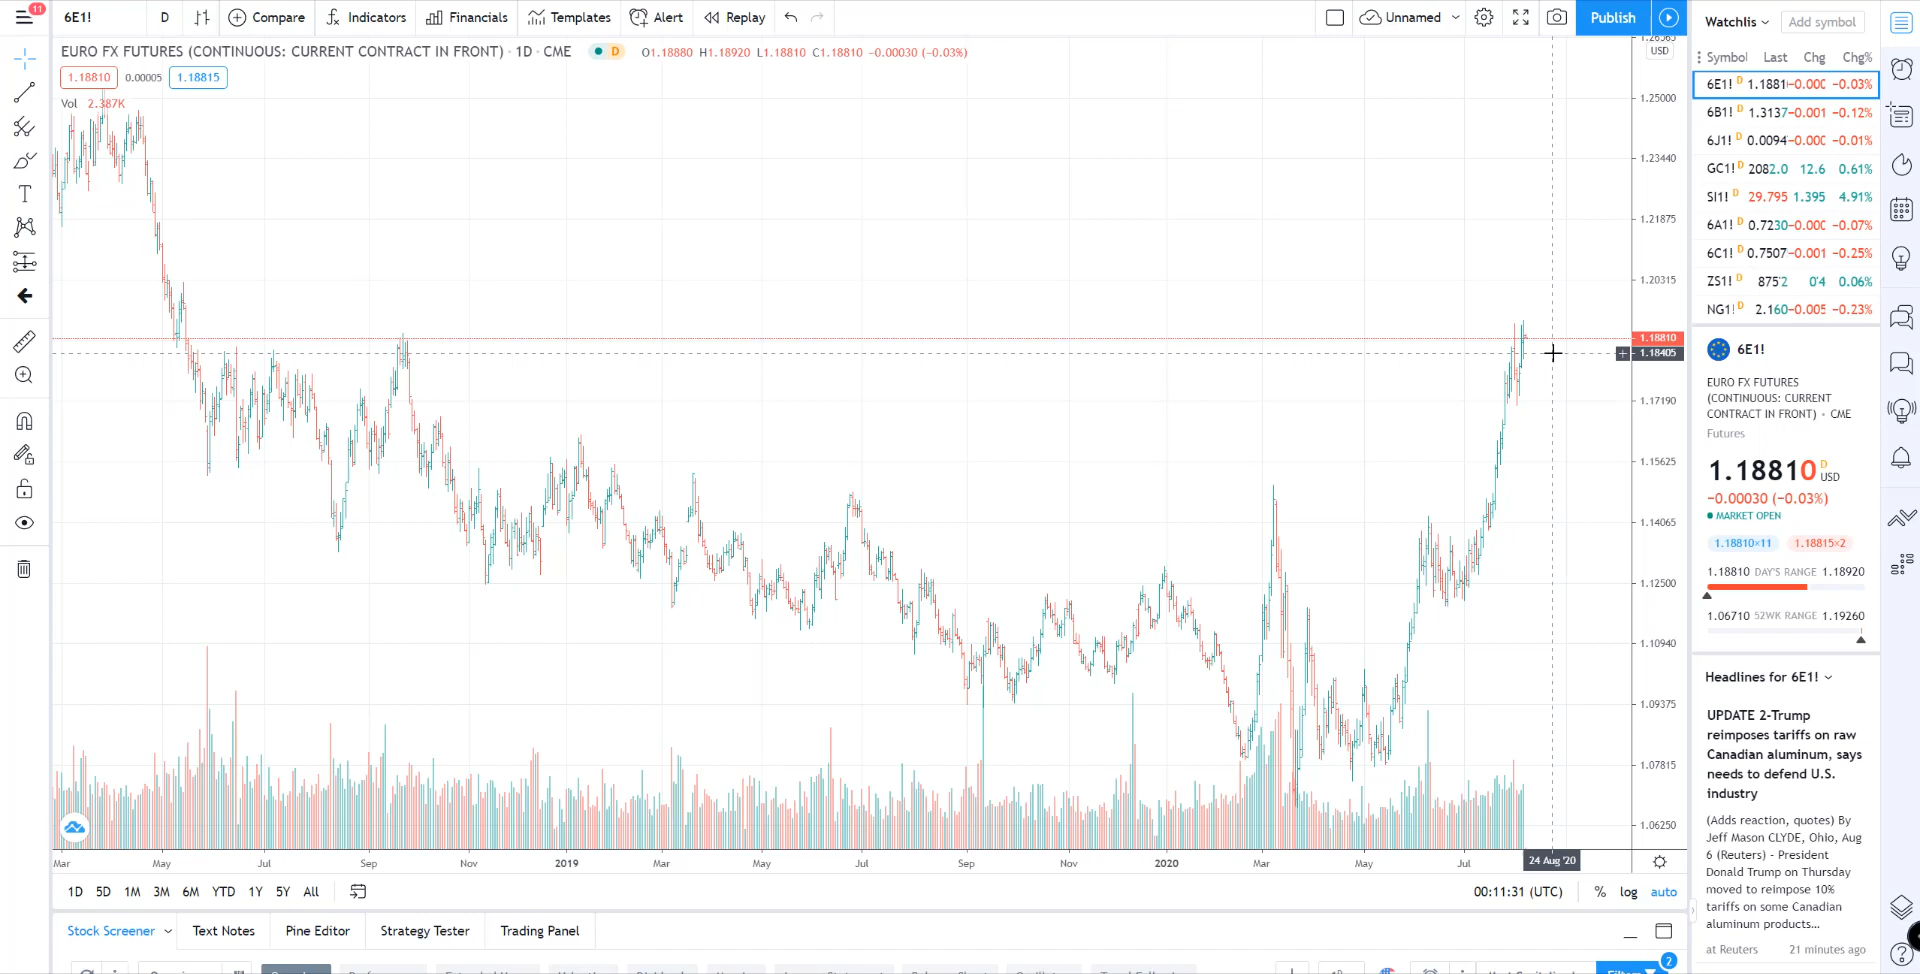 11
6E1!
D
Compare
Indicators
Financials
Templates
Alert
Replay
Unnamed
Publish
EURO FX FUTURES (CONTINUOUS: CURRENT CONTRACT IN FRONT) · 1D · CME
D
O1.18880 H1.18920 L1.18810 C1.18810 −0.00030 (−0.03%)
1.18810 0.00005 1.18815
Vol 2.387K
USD
1.25000
1.23440
1.21875
1.20315
1.18810
1.18405
1.17190
1.15625
1.14065
1.12500
1.10940
1.09375
1.07815
1.06250
Mar May Jul Sep Nov 2019 Mar May Jul Sep Nov 2020 Mar May Jul 24 Aug '20
1D 5D 1M 3M 6M YTD 1Y 5Y All
00:11:31 (UTC) % log auto
Stock Screener Text Notes Pine Editor Strategy Tester Trading Panel
Watchlis Add symbol
Symbol Last Chg Chg%
6E1! D 1.1881 −0.000 −0.03%
6B1! D 1.3137 −0.001 −0.12%
6J1! D 0.0094 −0.000 −0.01%
GC1! D 2082.0 12.6 0.61%
SI1! D 29.795 1.395 4.91%
6A1! D 0.7230 −0.000 −0.07%
6C1! D 0.7507 −0.001 −0.25%
ZS1! D 875'2 0'4 0.06%
NG1! D 2.160 −0.005 −0.23%
6E1!
EURO FX FUTURES
(CONTINUOUS: CURRENT
CONTRACT IN FRONT) • CME
Futures
1.18810 D USD
−0.00030 (−0.03%)
MARKET OPEN
1.18810×11 1.18815×2
1.18810 DAY'S RANGE 1.18920
1.06710 52WK RANGE 1.19260
Headlines for 6E1!
UPDATE 2-Trump
reimposes tariffs on raw
Canadian aluminum, says
needs to defend U.S.
industry
(Adds reaction, quotes) By
Jeff Mason CLYDE, Ohio, Aug
6 (Reuters) - President
Donald Trump on Thursday
moved to reimpose 10%
tariffs on some Canadian
aluminum products...
at Reuters 21 minutes ago
2